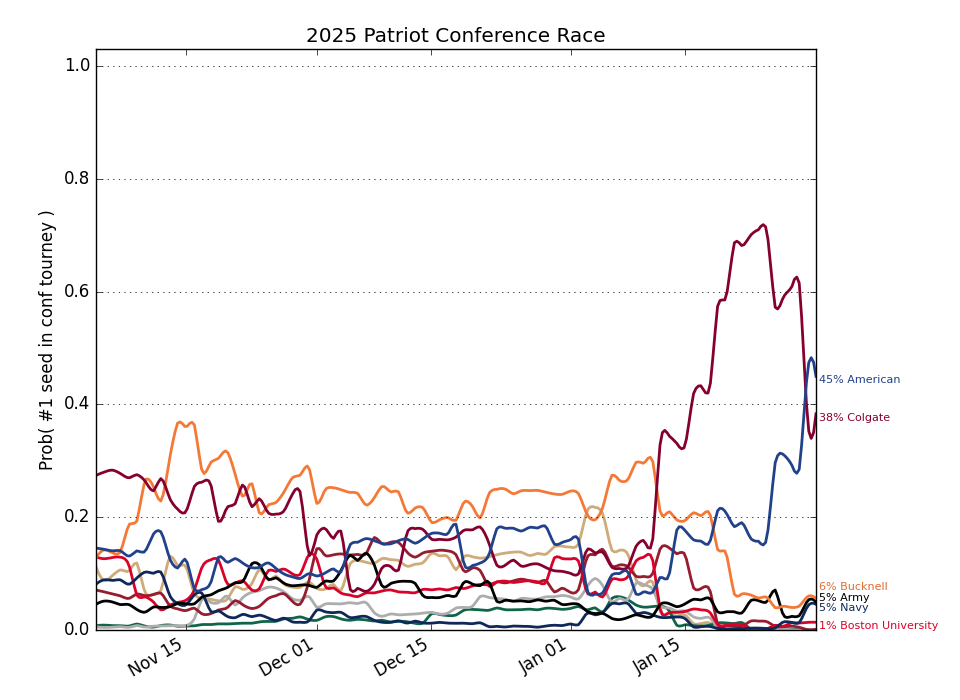 2025 Patriot Conference Race
Prob( #1 seed in conf tourney )
1.0
0.8
0.6
0.4
0.2
0.0
Nov 15
Dec 01
Dec 15
Jan 01
Jan 15
45% American
38% Colgate
6% Bucknell
5% Army
5% Navy
1% Boston University